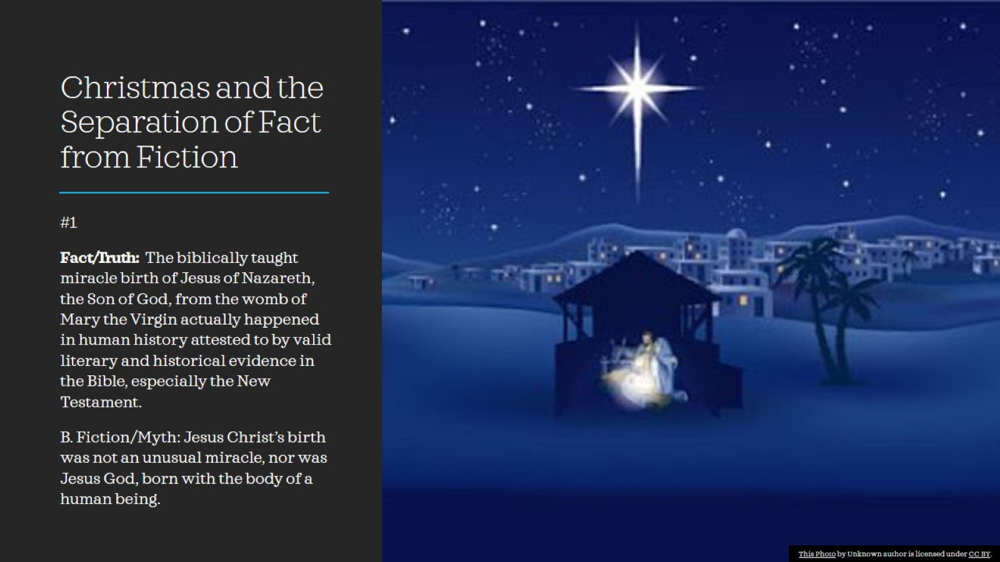 Christmas and the
Separation of Fact
from Fiction
#1
Fact/Truth: The biblically taught
miracle birth of Jesus of Nazareth,
the Son of God, from the womb of
Mary the Virgin actually happened
in human history attested to by valid
literary and historical evidence in
the Bible, especially the New
Testament.
B. Fiction/Myth: Jesus Christ’s birth
was not an unusual miracle, nor was
Jesus God, born with the body of a
human being.
This Photo by Unknown author is licensed under CC BY.